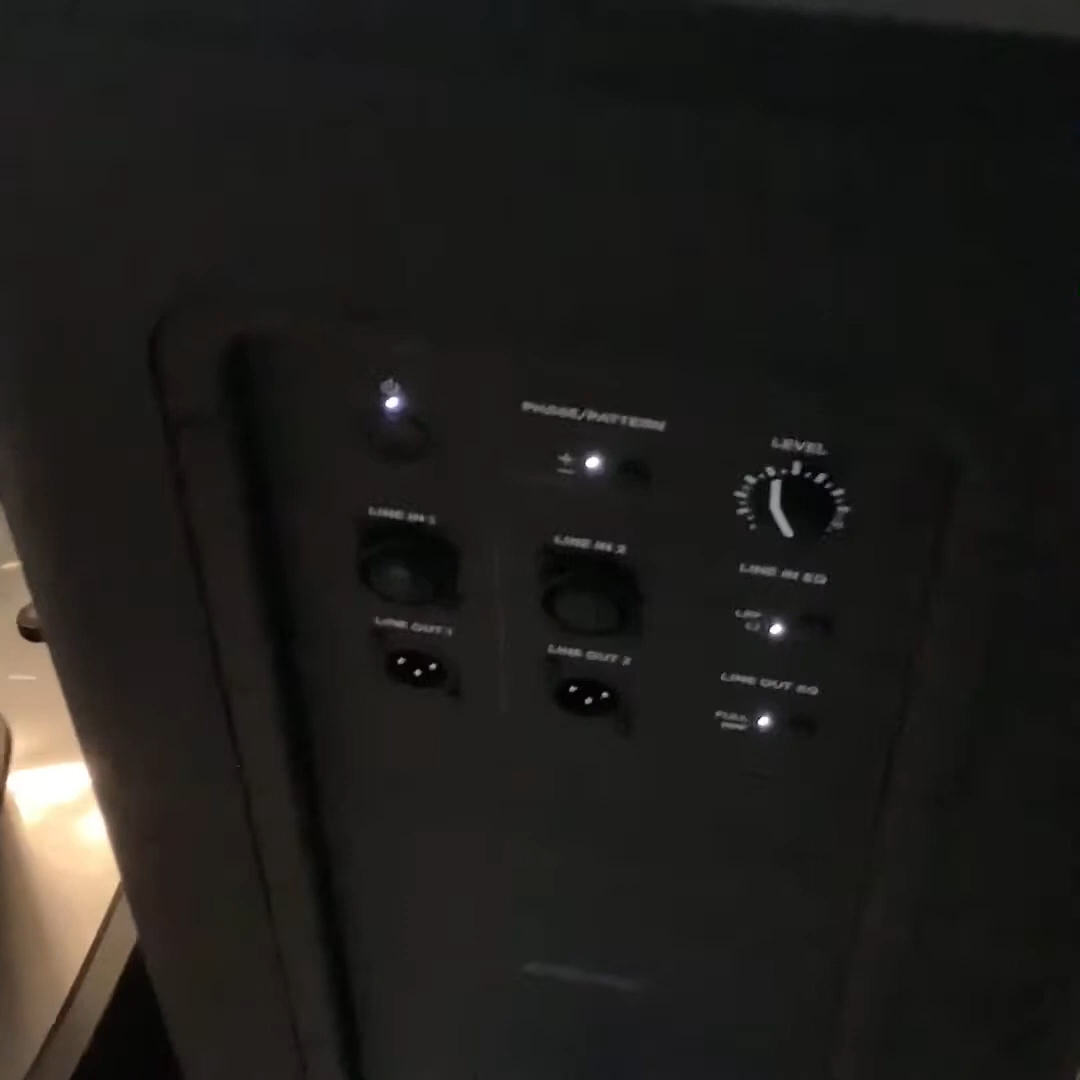 PHASE/PATTERN
±
LEVEL
LINE IN 1
LINE IN 2
LINE IN EQ
LPF
LINE OUT 1
LINE OUT 2
LINE OUT EQ
FULL